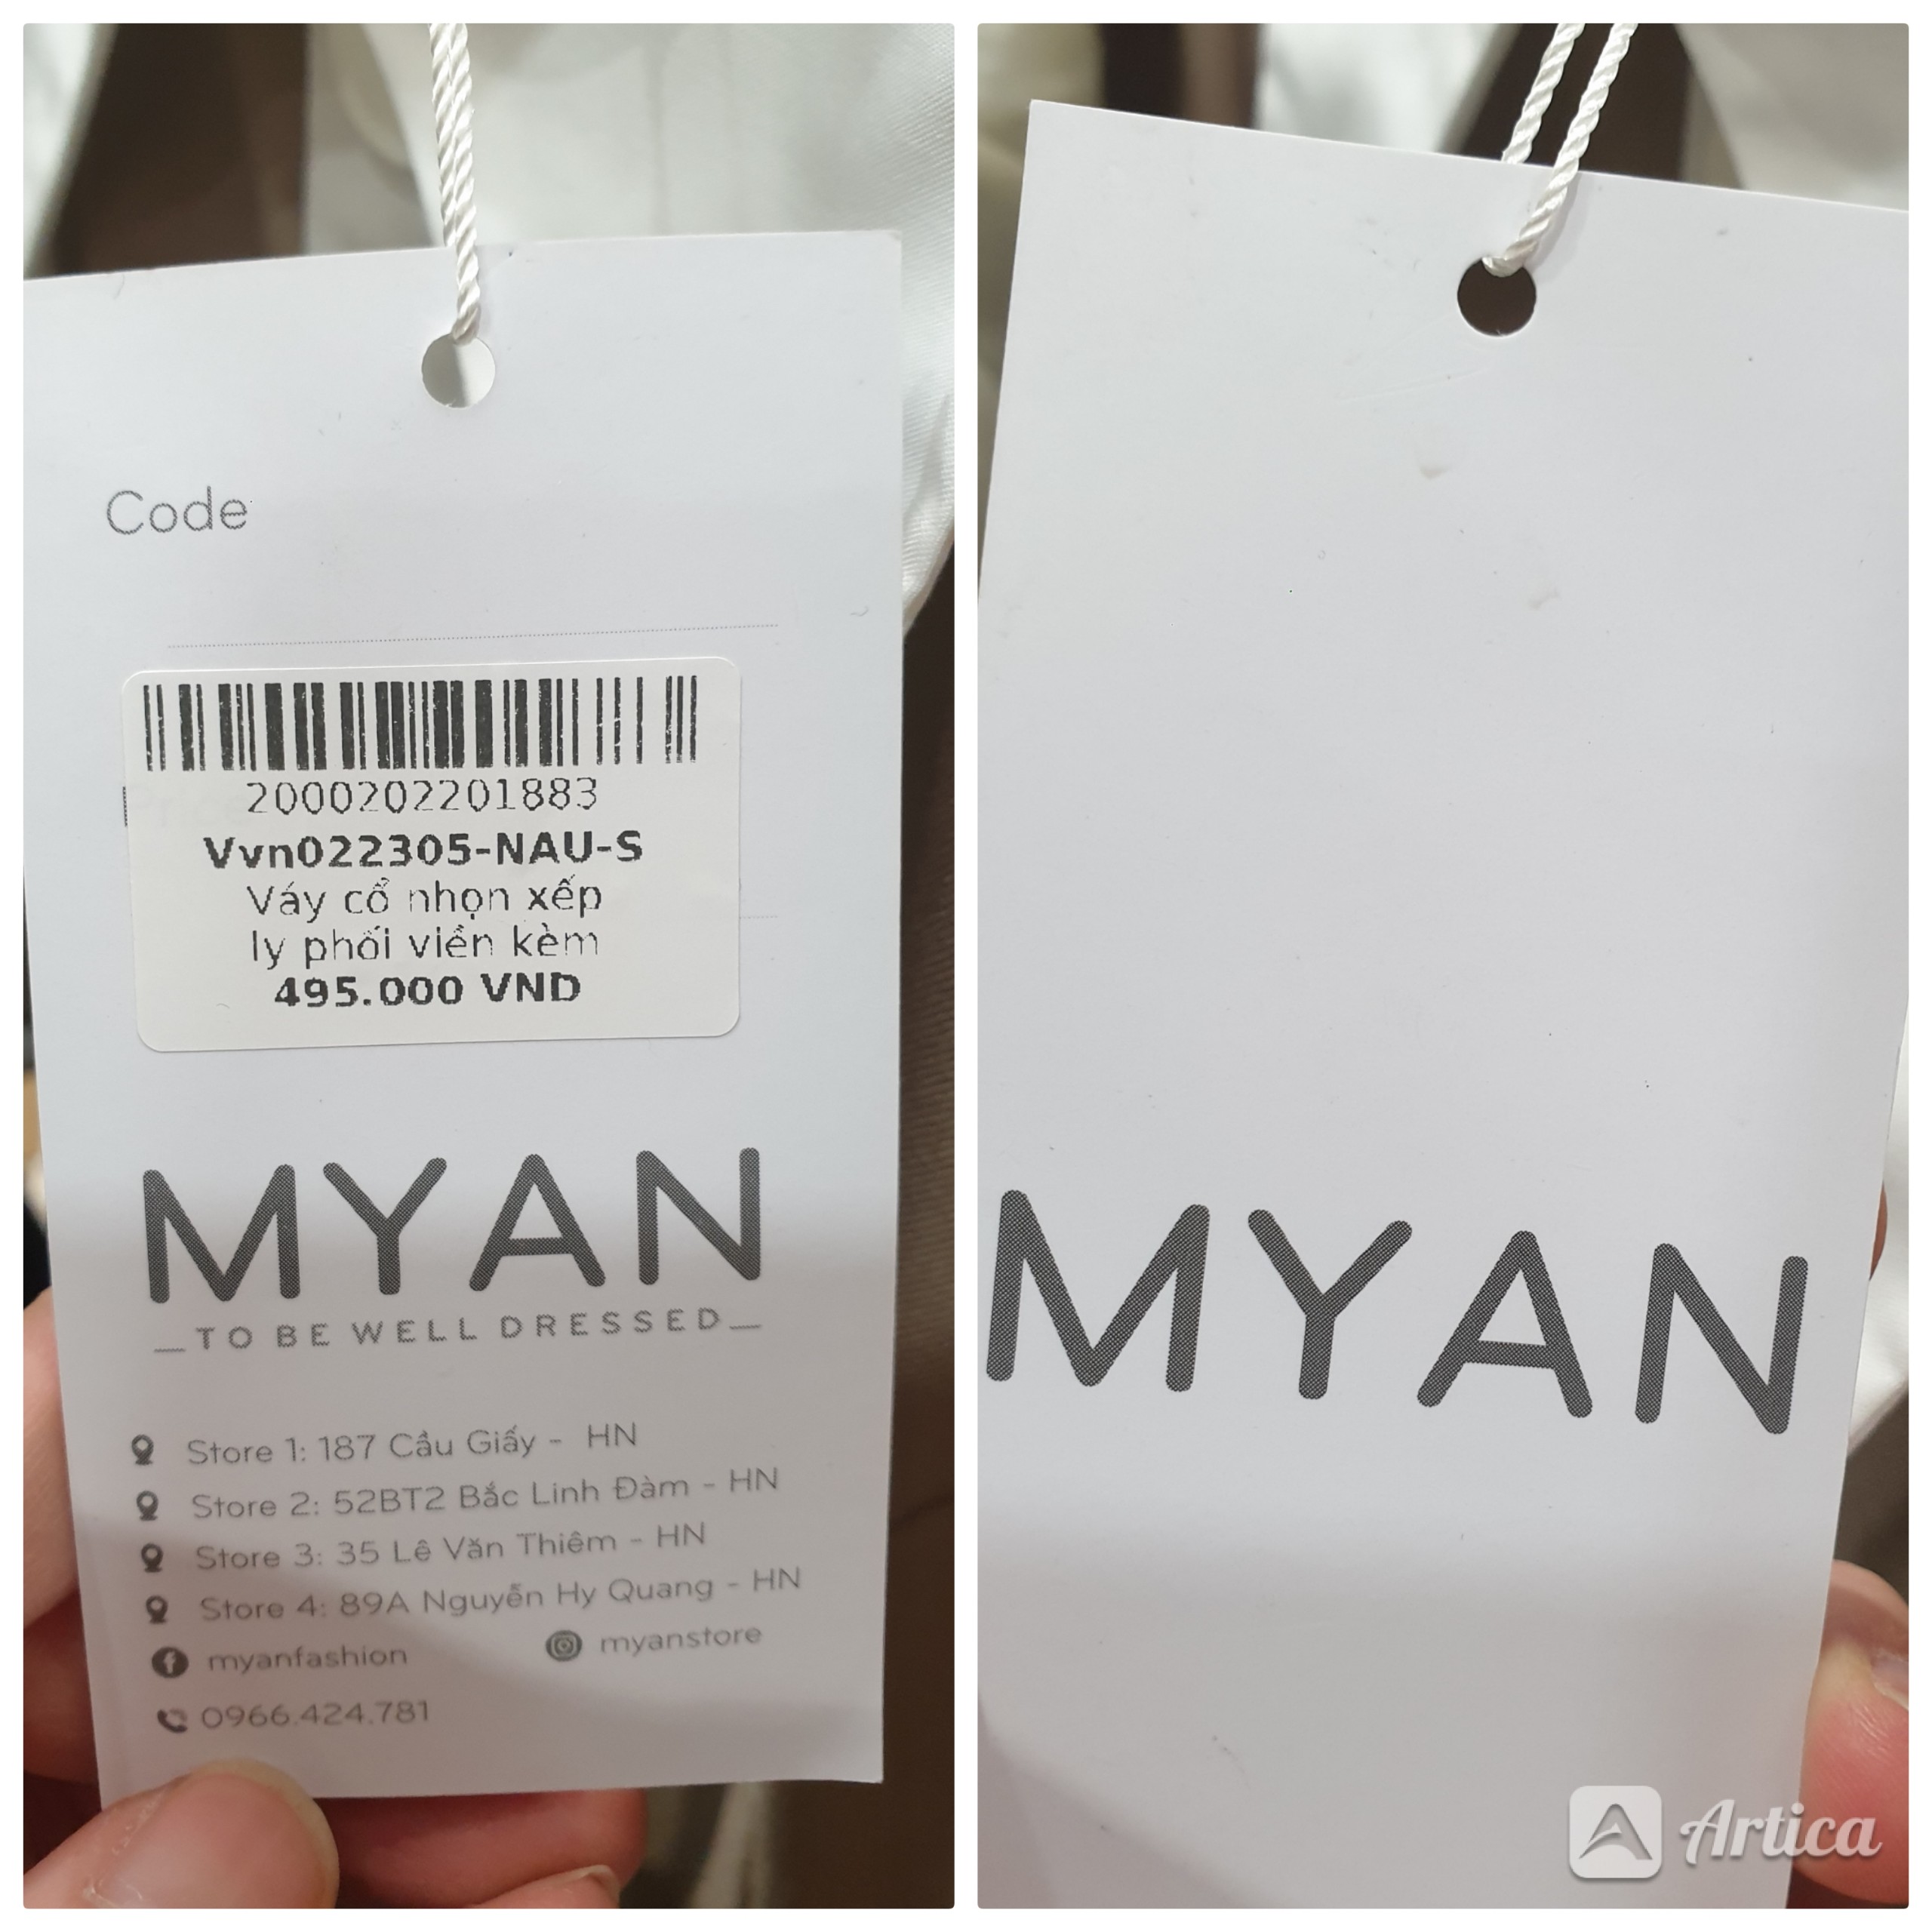 Code
2000202201883
Vvn022305-NAU-S
Váy cổ nhọn xếp
ly phối viền kèm
495.000 VND
MYAN
_TO BE WELL DRESSED_
Store 1: 187 Cầu Giấy - HN
Store 2: 52BT2 Bắc Linh Đàm - HN
Store 3: 35 Lê Văn Thiêm - HN
Store 4: 89A Nguyễn Hy Quang - HN
myanfashion
myanstore
0966.424.781
MYAN
Artica